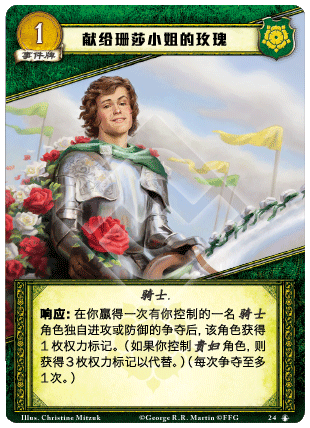 献给珊莎小姐的玫瑰
1
事件牌
骑士.
响应: 在你赢得一次有你控制的一名 骑士
角色独自进攻或防御的争夺后, 该角色获得
1枚权力标记。(如果你控制 贵妇 角色, 则
获得3枚权力标记以代替。)(每次争夺至多
1次。)
Illus. Christine Mitzuk ©George R.R. Martin ©FFG 24